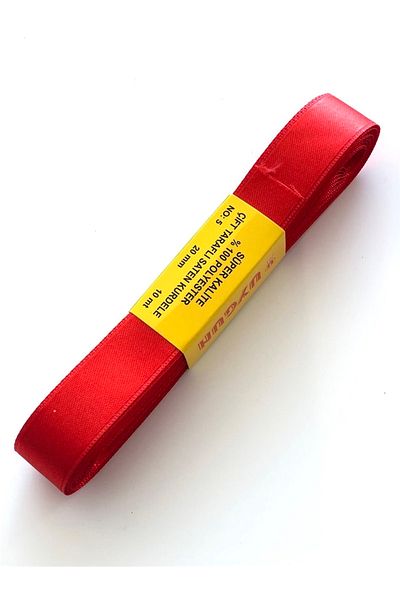 SÜPER KALİTE
% 100 POLYESTER
ÇİFT TARAFLI SATEN KURDELE
NO: 5 20 mm 10 mt